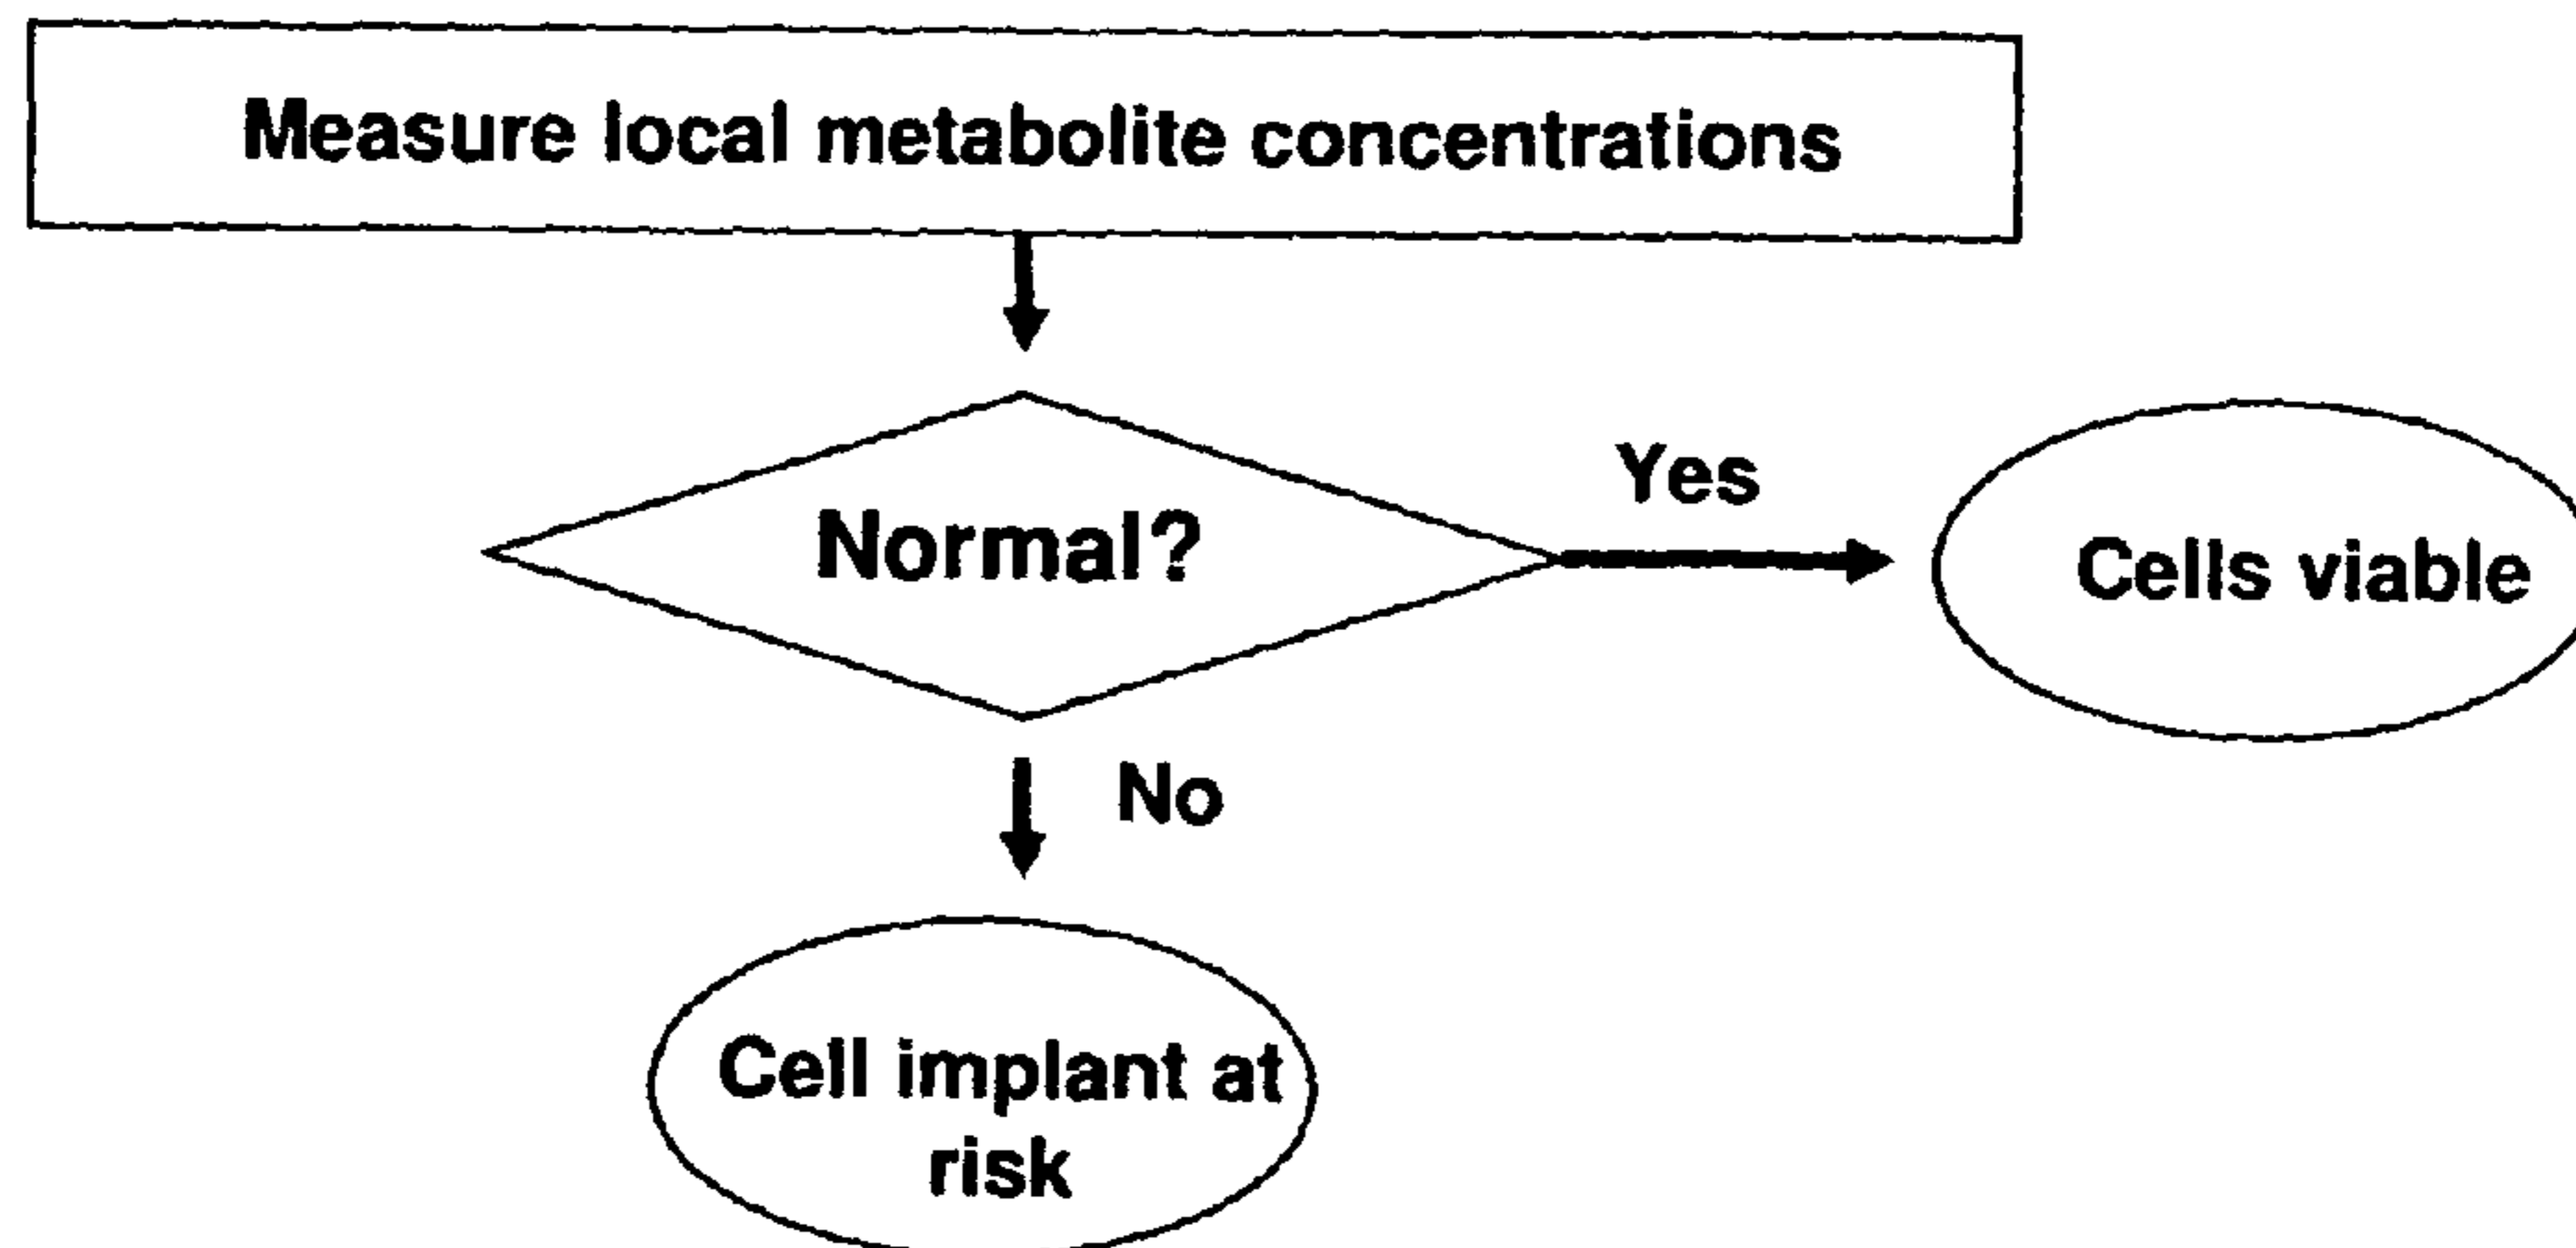 Measure local metabolite concentrations
Normal?
Yes
Cells viable
No
Cell implant at
risk